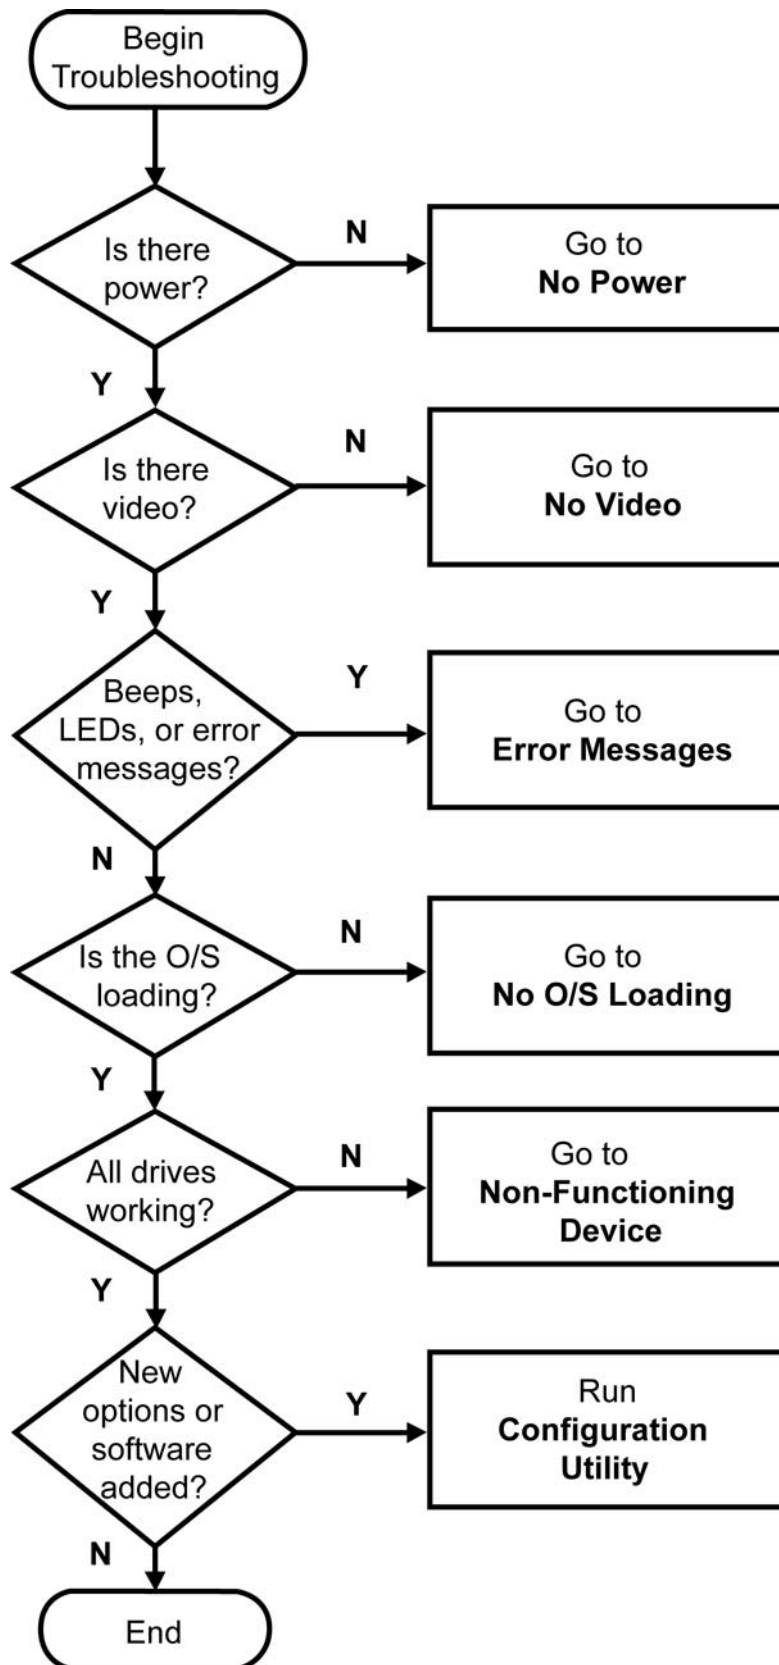 Begin
Troubleshooting
Is there
power?
N
Go to
No Power
Y
Is there
video?
N
Go to
No Video
Y
Beeps,
LEDs, or error
messages?
Y
Go to
Error Messages
N
Is the O/S
loading?
N
Go to
No O/S Loading
Y
All drives
working?
N
Go to
Non-Functioning
Device
Y
New
options or
software
added?
Y
Run
Configuration
Utility
N
End